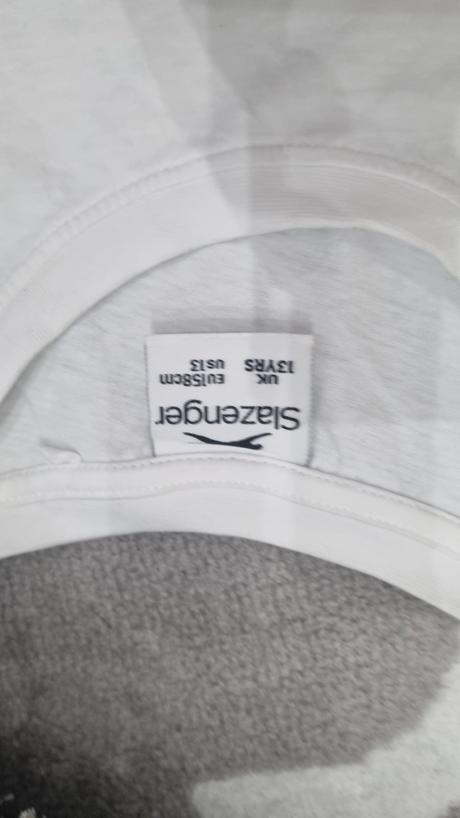 Slazenger
UK EU158cm
13YRS US13